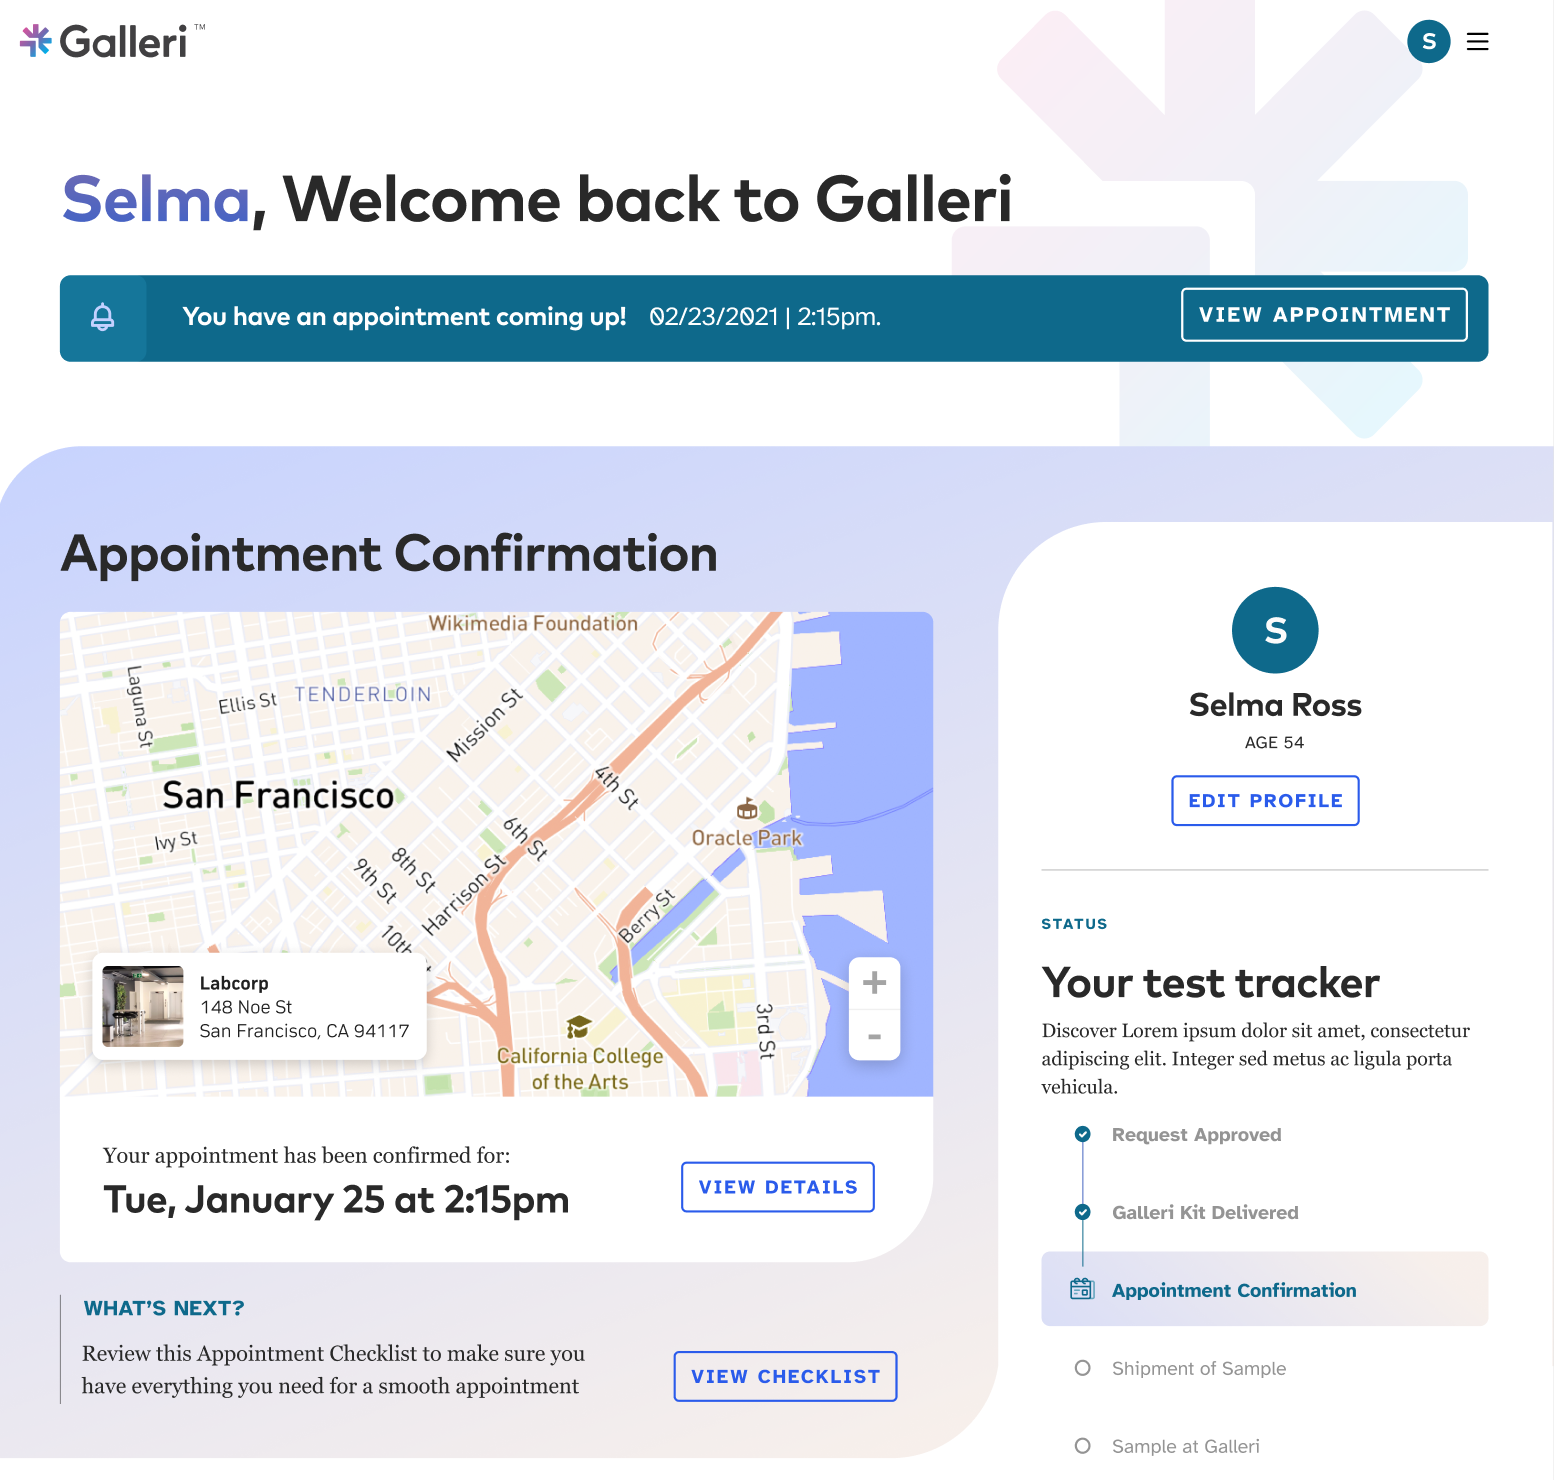 Galleri™
S
Selma, Welcome back to Galleri
You have an appointment coming up! 02/23/2021 | 2:15pm.
VIEW APPOINTMENT
Appointment Confirmation
Wikimedia Foundation
Laguna St
Ellis St
TENDERLOIN
Mission St
San Francisco
4th St
Oracle Park
Ivy St
6th St
8th St
9th St
Harrison St
Berry St
10th
Labcorp
148 Noe St
San Francisco, CA 94117
+
-
3rd St
California College
of the Arts
Your appointment has been confirmed for:
Tue, January 25 at 2:15pm
VIEW DETAILS
WHAT’S NEXT?
Review this Appointment Checklist to make sure you
have everything you need for a smooth appointment
VIEW CHECKLIST
S
Selma Ross
AGE 54
EDIT PROFILE
STATUS
Your test tracker
Discover Lorem ipsum dolor sit amet, consectetur
adipiscing elit. Integer sed metus ac ligula porta
vehicula.
Request Approved
Galleri Kit Delivered
Appointment Confirmation
Shipment of Sample
Sample at Galleri